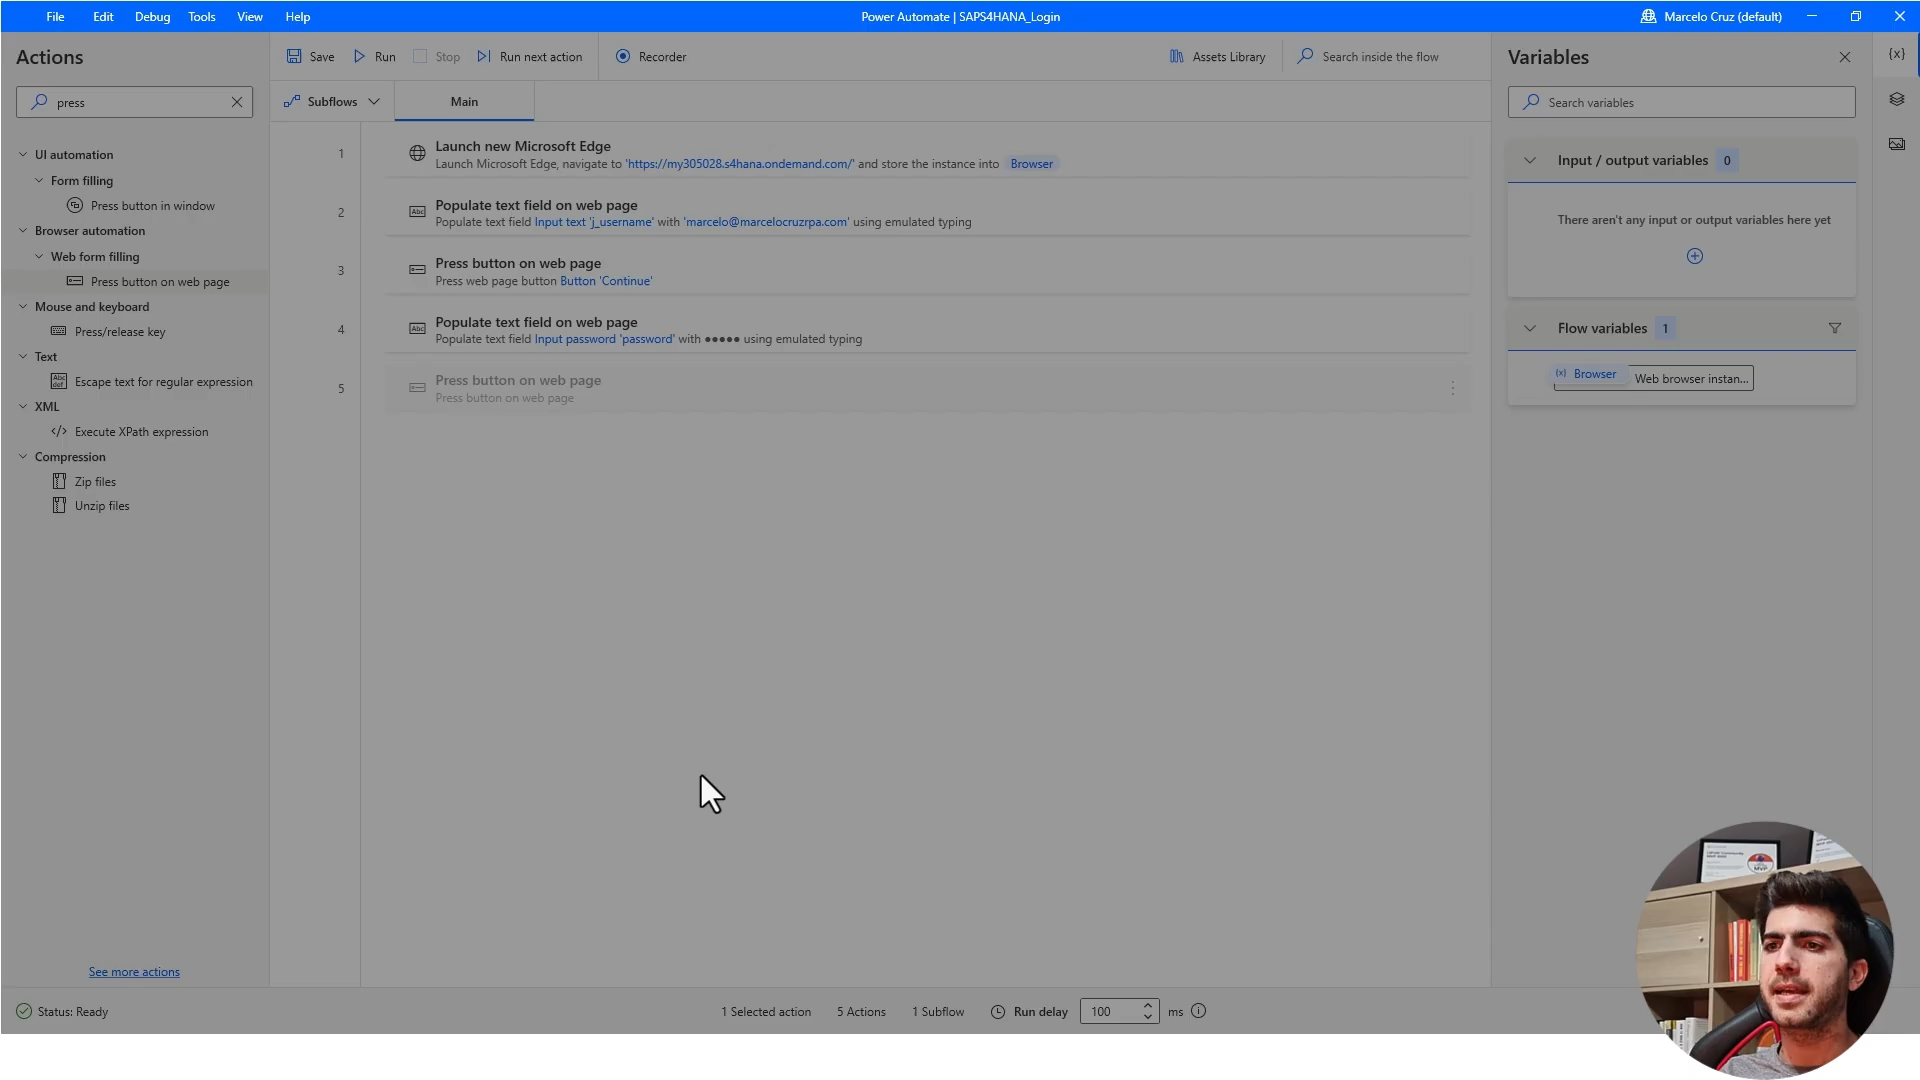 File Edit Debug Tools View Help
Power Automate | SAPS4HANA_Login
Marcelo Cruz (default)
Actions
press
UI automation
Form filling
Press button in window
Browser automation
Web form filling
Press button on web page
Mouse and keyboard
Press/release key
Text
Escape text for regular expression
XML
Execute XPath expression
Compression
Zip files
Unzip files
See more actions
Save Run Stop Run next action Recorder
Assets Library Search inside the flow
Subflows Main
1
Launch new Microsoft Edge
Launch Microsoft Edge, navigate to 'https://my305028.s4hana.ondemand.com/' and store the instance into Browser
2
Populate text field on web page
Populate text field Input text 'j_username' with 'marcelo@marcelocruzrpa.com' using emulated typing
3
Press button on web page
Press web page button Button 'Continue'
4
Populate text field on web page
Populate text field Input password 'password' with ●●●●● using emulated typing
5
Press button on web page
Press button on web page
Variables
{x}
Search variables
Input / output variables 0
There aren't any input or output variables here yet
Flow variables 1
(x) Browser Web browser instan...
Status: Ready
1 Selected action 5 Actions 1 Subflow Run delay 100 ms